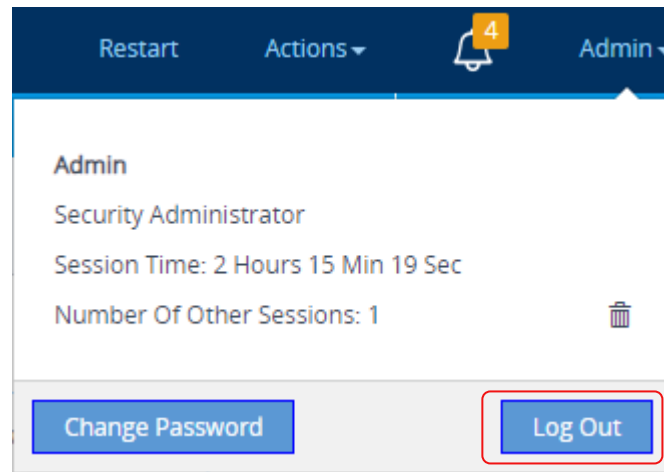 Restart Actions 4 Admin
Admin
Security Administrator
Session Time: 2 Hours 15 Min 19 Sec
Number Of Other Sessions: 1
Change Password Log Out